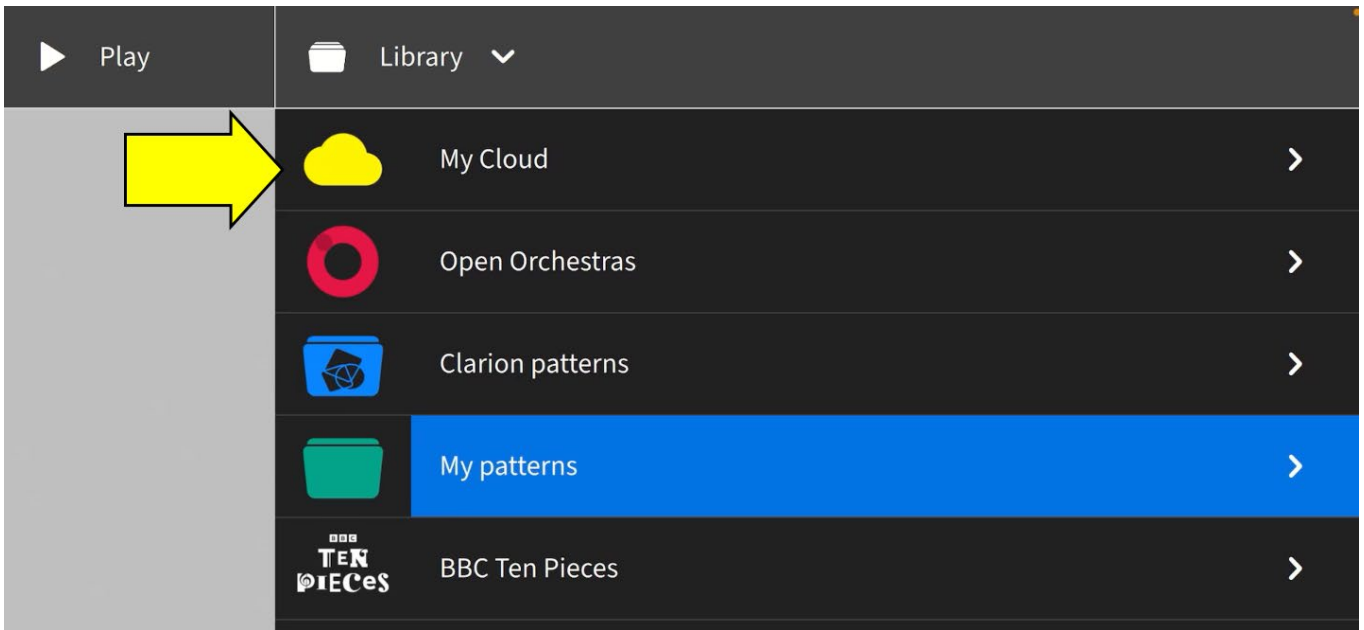 Play
Library
My Cloud
Open Orchestras
Clarion patterns
My patterns
BBC
TEN
PIECES
BBC Ten Pieces